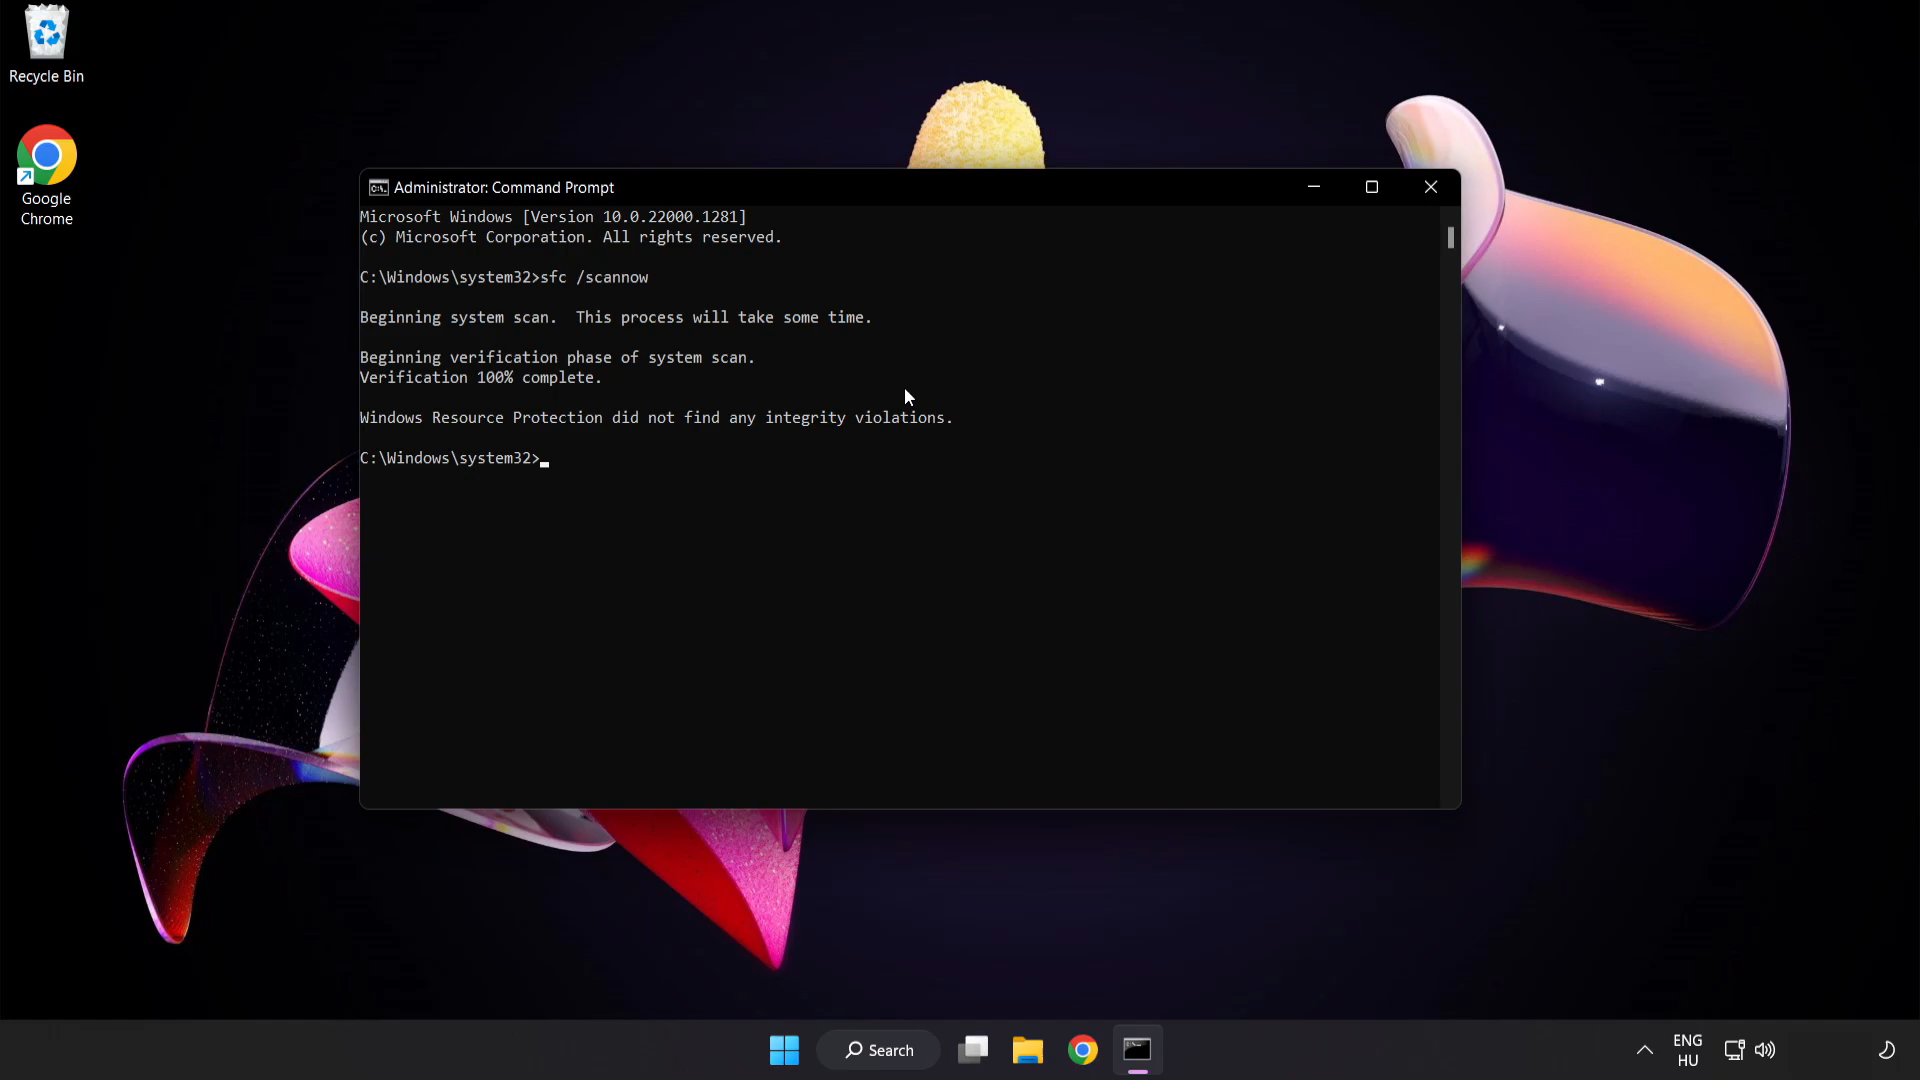 Recycle Bin
Google
Chrome
Administrator: Command Prompt
Microsoft Windows [Version 10.0.22000.1281]
(c) Microsoft Corporation. All rights reserved.
C:\Windows\system32>sfc /scannow
Beginning system scan.  This process will take some time.
Beginning verification phase of system scan.
Verification 100% complete.
Windows Resource Protection did not find any integrity violations.
C:\Windows\system32>
Search
ENG
HU